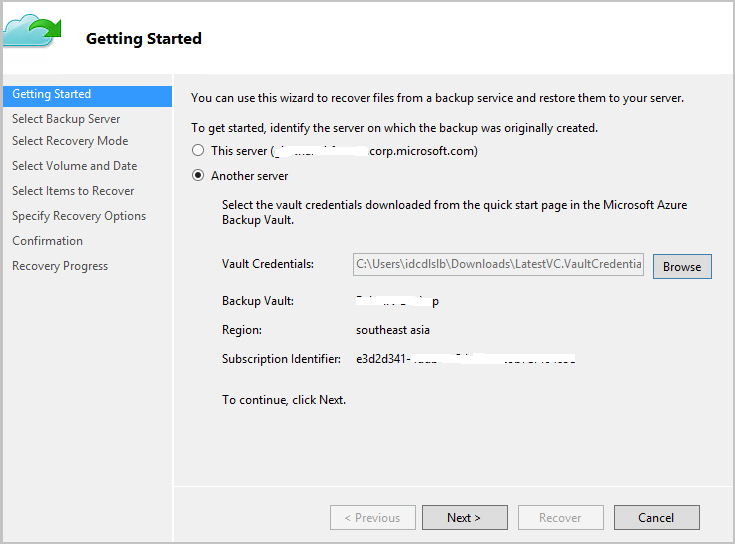 Getting Started
Getting Started
Select Backup Server
Select Recovery Mode
Select Volume and Date
Select Items to Recover
Specify Recovery Options
Confirmation
Recovery Progress
You can use this wizard to recover files from a backup service and restore them to your server.
To get started, identify the server on which the backup was originally created.
This server ( corp.microsoft.com)
Another server
Select the vault credentials downloaded from the quick start page in the Microsoft Azure
Backup Vault.
Vault Credentials: C:\Users\idcdlslb\Downloads\LatestVC.VaultCredentia Browse
Backup Vault:
Region: southeast asia
Subscription Identifier: e3d2d341-
To continue, click Next.
< Previous Next > Recover Cancel